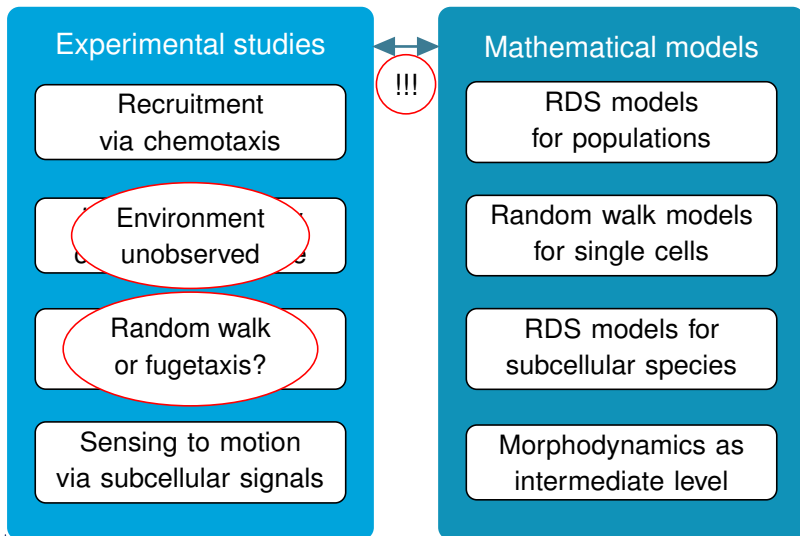 Experimental studies
Recruitment
via chemotaxis
Environment
unobserved
Random walk
or fugetaxis?
Sensing to motion
via subcellular signals
!!!
Mathematical models
RDS models
for populations
Random walk models
for single cells
RDS models for
subcellular species
Morphodynamics as
intermediate level